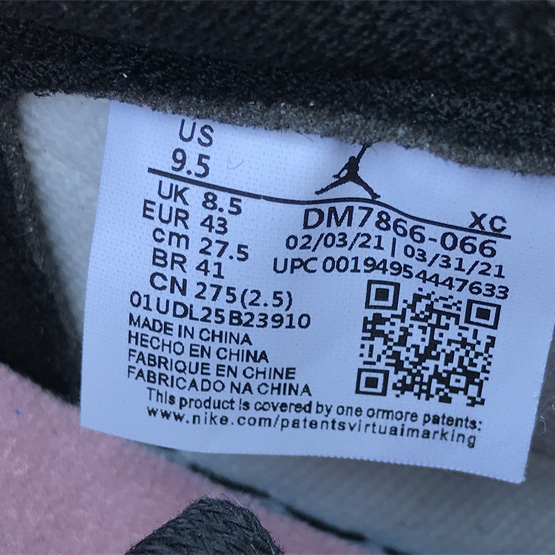 US
9.5
UK 8.5
EUR 43
cm 27.5
BR 41
CN 275(2.5)
01UDL25B23910
XC
DM7866-066
02/03/21 | 03/31/21
UPC 00194954447633
MADE IN CHINA
HECHO EN CHINA
FABRIQUE EN CHINE
FABRICADO NA CHINA
This product is covered by one ormore patents:
www.nike.com/patentsvirtualmarking